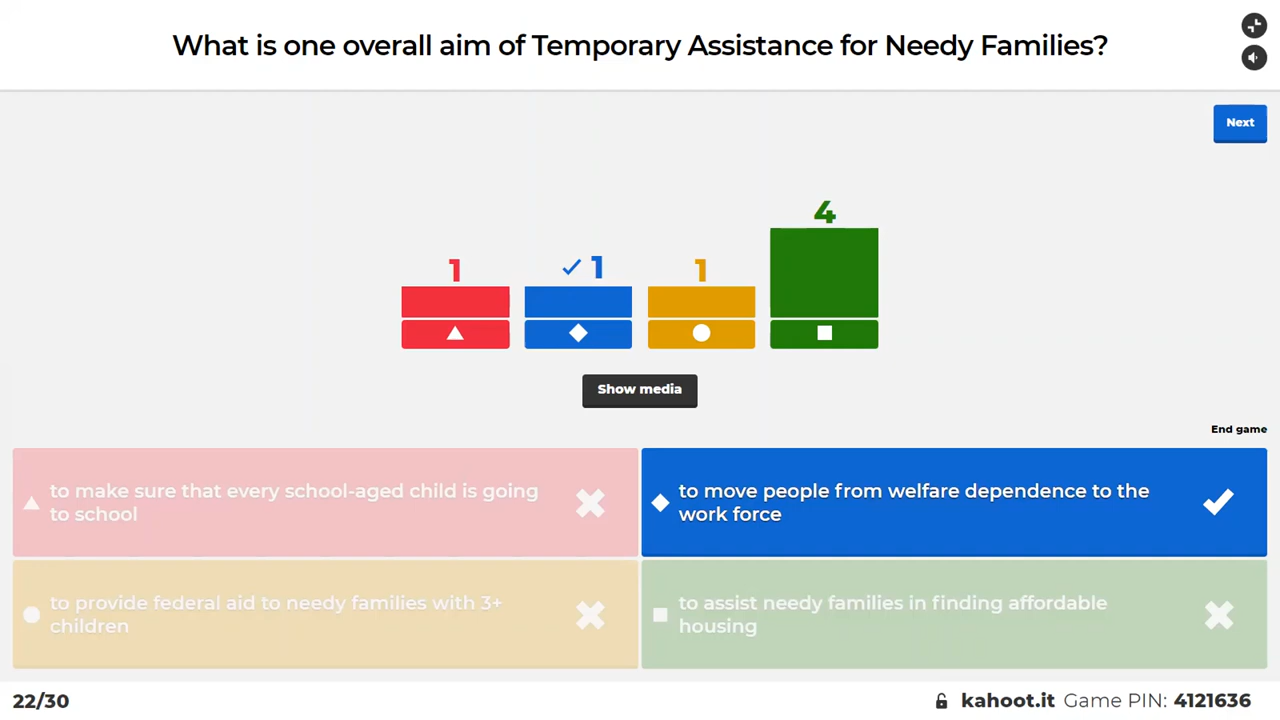 What is one overall aim of Temporary Assistance for Needy Families?
Next
1
1
1
4
Show media
End game
to make sure that every school-aged child is going
to school
to move people from welfare dependence to the
work force
to provide federal aid to needy families with 3+
children
to assist needy families in finding affordable
housing
22/30
kahoot.it Game PIN: 4121636